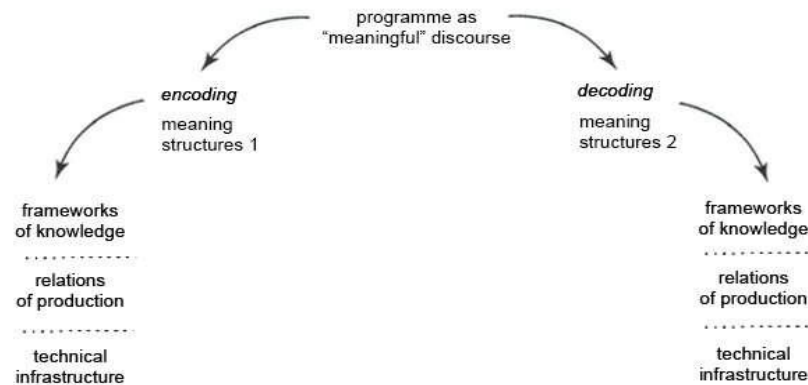 programme as
“meaningful” discourse
encoding
meaning
structures 1
decoding
meaning
structures 2
frameworks
of knowledge
relations
of production
technical
infrastructure
frameworks
of knowledge
relations
of production
technical
infrastructure